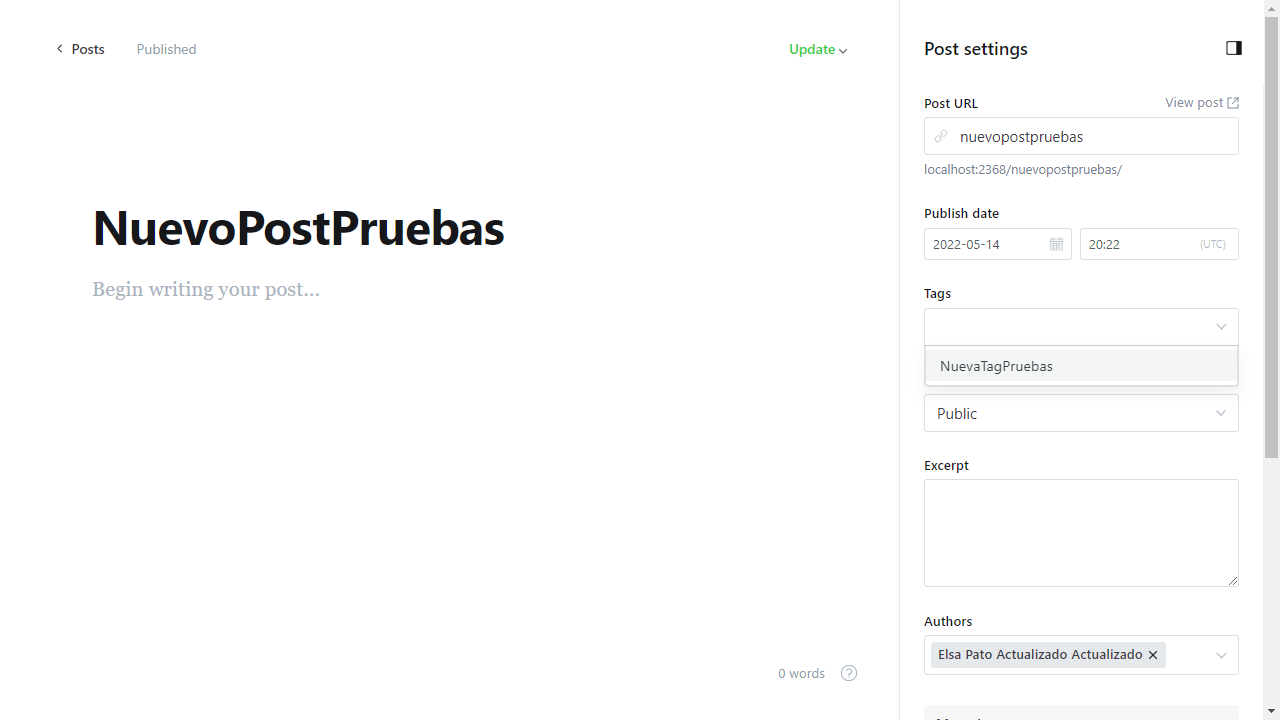 Posts
Published
Update
NuevoPostPruebas
Begin writing your post...
0 words
?
Post settings
Post URL
View post
nuevopostpruebas
localhost:2368/nuevopostpruebas/
Publish date
2022-05-14
20:22
(UTC)
Tags
NuevaTagPruebas
Public
Excerpt
Authors
Elsa Pato Actualizado Actualizado